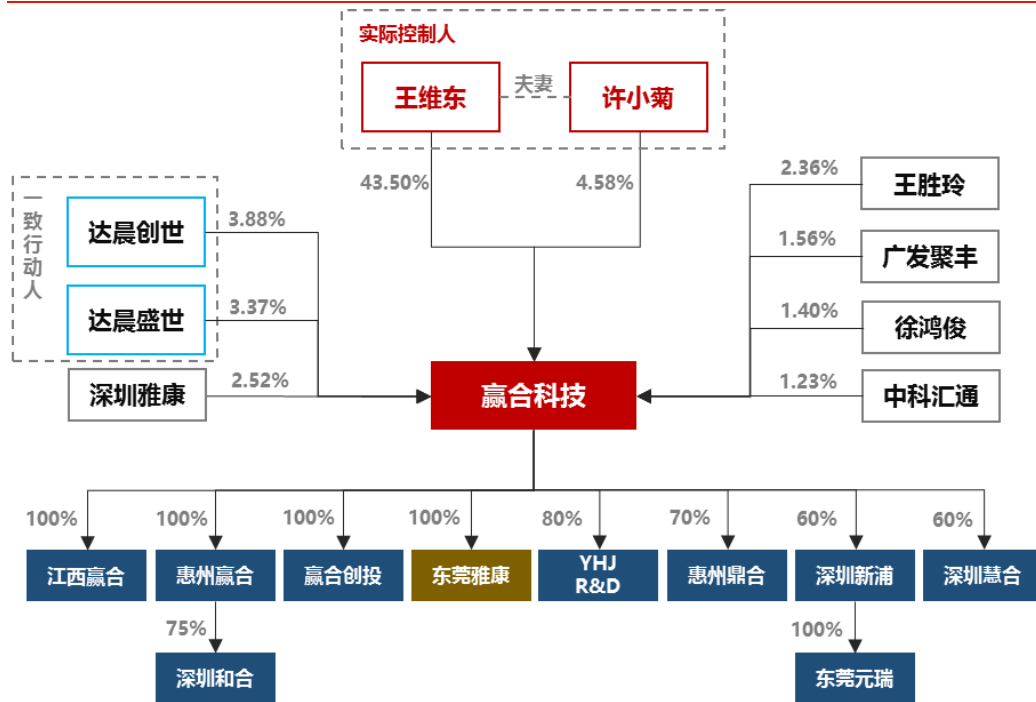 实际控制人
王维东
夫妻
许小菊
43.50%
4.58%
一致行动人
达晨创世
3.88%
达晨盛世
3.37%
深圳雅康
2.52%
2.36%
王胜玲
1.56%
广发聚丰
1.40%
徐鸿俊
1.23%
中科汇通
赢合科技
100%
100%
100%
100%
80%
70%
60%
60%
江西赢合
惠州赢合
赢合创投
东莞雅康
YHJ
R&D
惠州鼎合
深圳新浦
深圳慧合
75%
100%
深圳和合
东莞元瑞